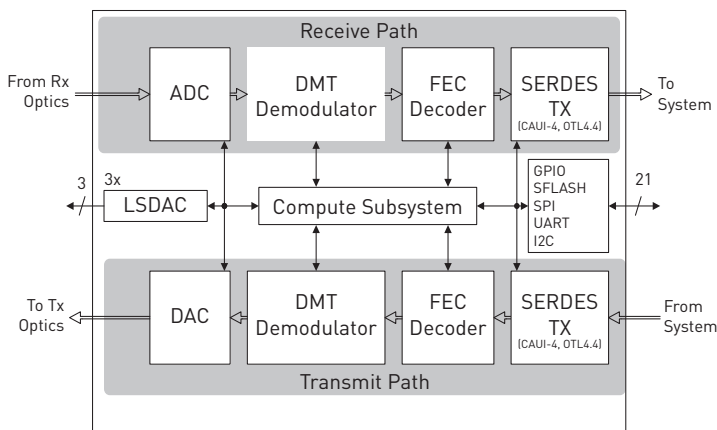 Receive Path
From Rx
Optics
ADC
DMT
Demodulator
FEC
Decoder
SERDES
TX
(CAUI-4, OTL4.4)
To
System
3
3x
LSDAC
Compute Subsystem
GPIO
SFLASH
SPI
UART
I2C
21
To Tx
Optics
DAC
DMT
Demodulator
FEC
Decoder
SERDES
TX
(CAUI-4, OTL4.4)
From
System
Transmit Path